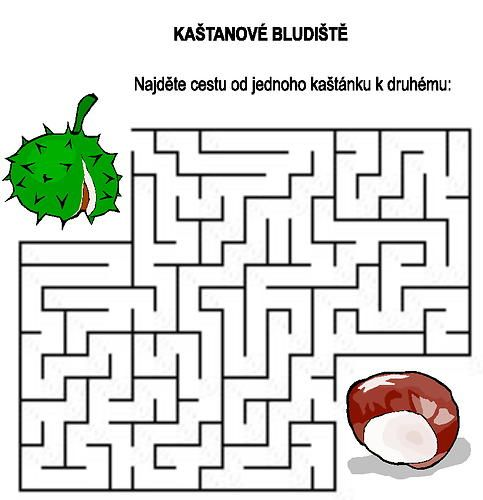 KAŠTANOVÉ BLUDIŠTĚ
Najděte cestu od jednoho kaštánku k druhému: